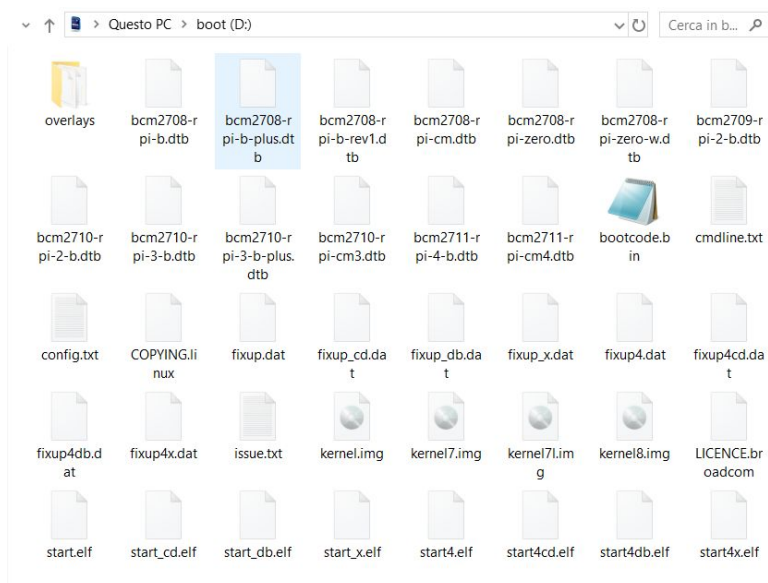 Questo PC > boot (D:)
Cerca in b...
overlays
bcm2708-r
pi-b.dtb
bcm2708-r
pi-b-plus.dt
b
bcm2708-r
pi-b-rev1.d
tb
bcm2708-r
pi-cm.dtb
bcm2708-r
pi-zero.dtb
bcm2708-r
pi-zero-w.d
tb
bcm2709-r
pi-2-b.dtb
bcm2710-r
pi-2-b.dtb
bcm2710-r
pi-3-b.dtb
bcm2710-r
pi-3-b-plus.
dtb
bcm2710-r
pi-cm3.dtb
bcm2711-r
pi-4-b.dtb
bcm2711-r
pi-cm4.dtb
bootcode.b
in
cmdline.txt
config.txt
COPYING.li
nux
fixup.dat
fixup_cd.da
t
fixup_db.da
t
fixup_x.dat
fixup4.dat
fixup4cd.da
t
fixup4db.d
at
fixup4x.dat
issue.txt
kernel.img
kernel7.img
kernel7l.im
g
kernel8.img
LICENCE.br
oadcom
start.elf
start_cd.elf
start_db.elf
start_x.elf
start4.elf
start4cd.elf
start4db.elf
start4x.elf